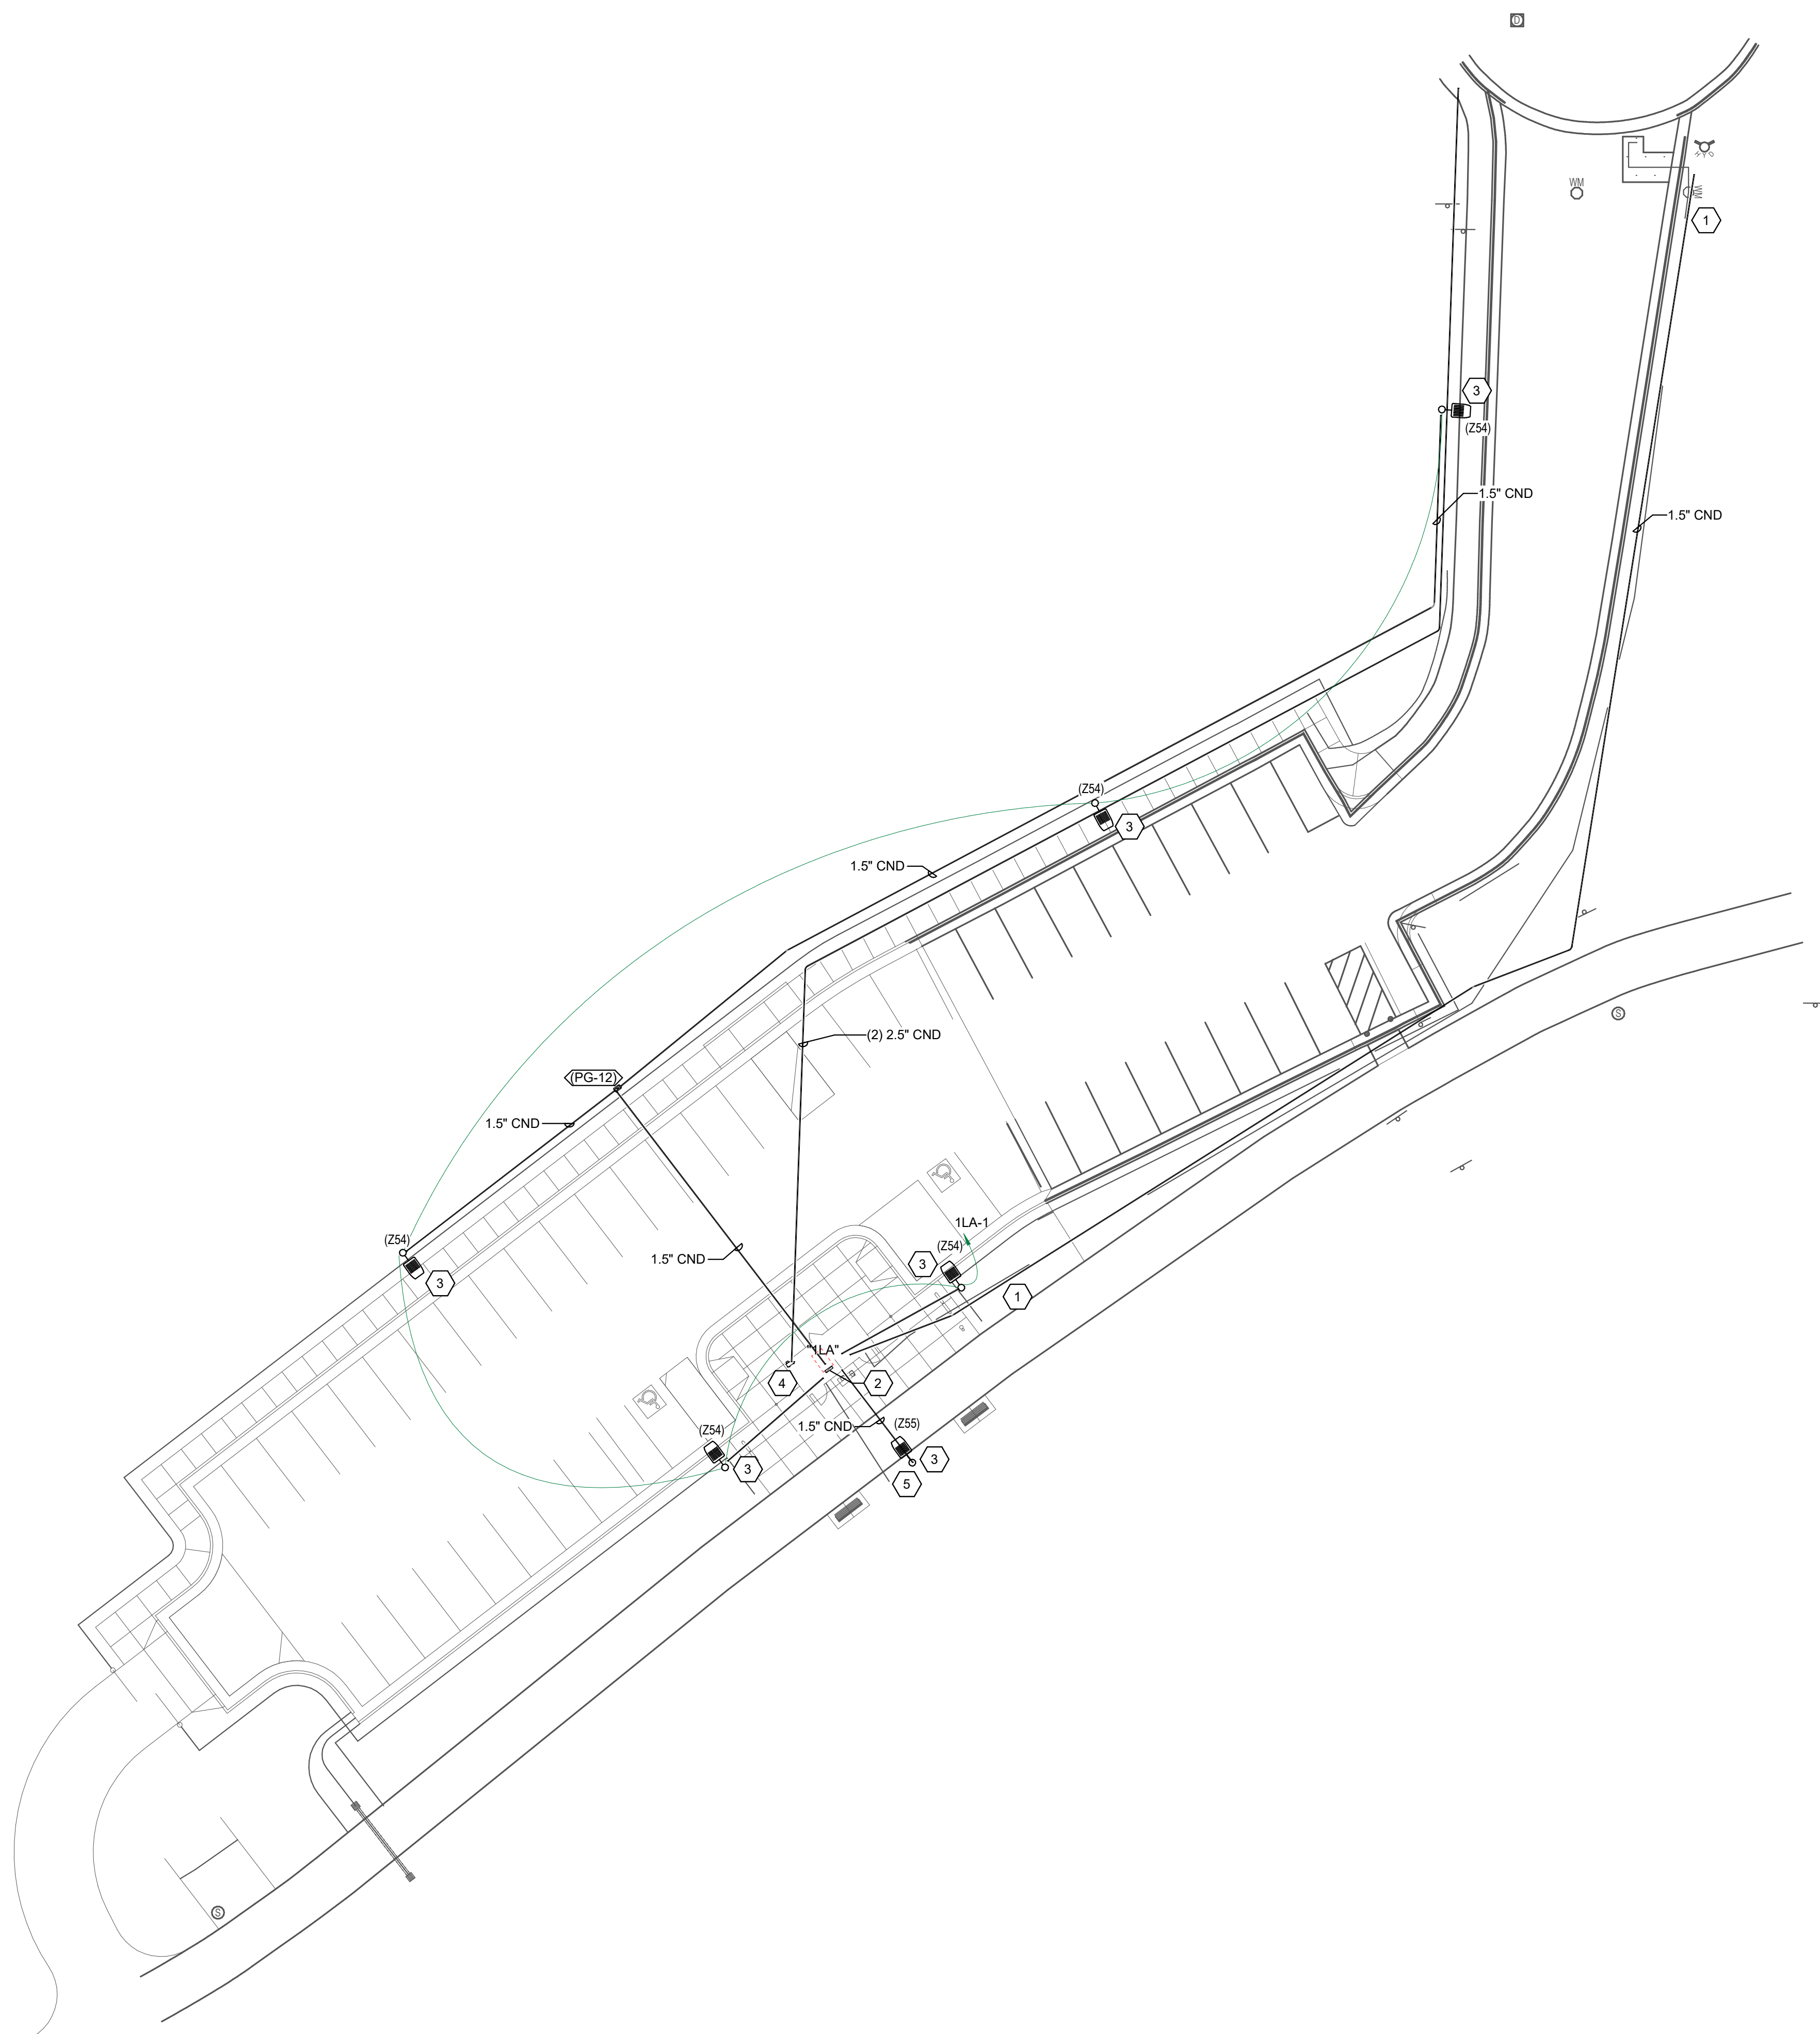 D
HYD
WM
WM
1
3
(Z54)
1.5" CND
1.5" CND
(Z54)
3
1.5" CND
(2) 2.5" CND
(PG-12)
1.5" CND
1LA-1
(Z54)
3
(Z54)
3
1.5" CND
1
"1LA"
4
2
1.5" CND
(Z55)
(Z54)
3
3
5
S
S